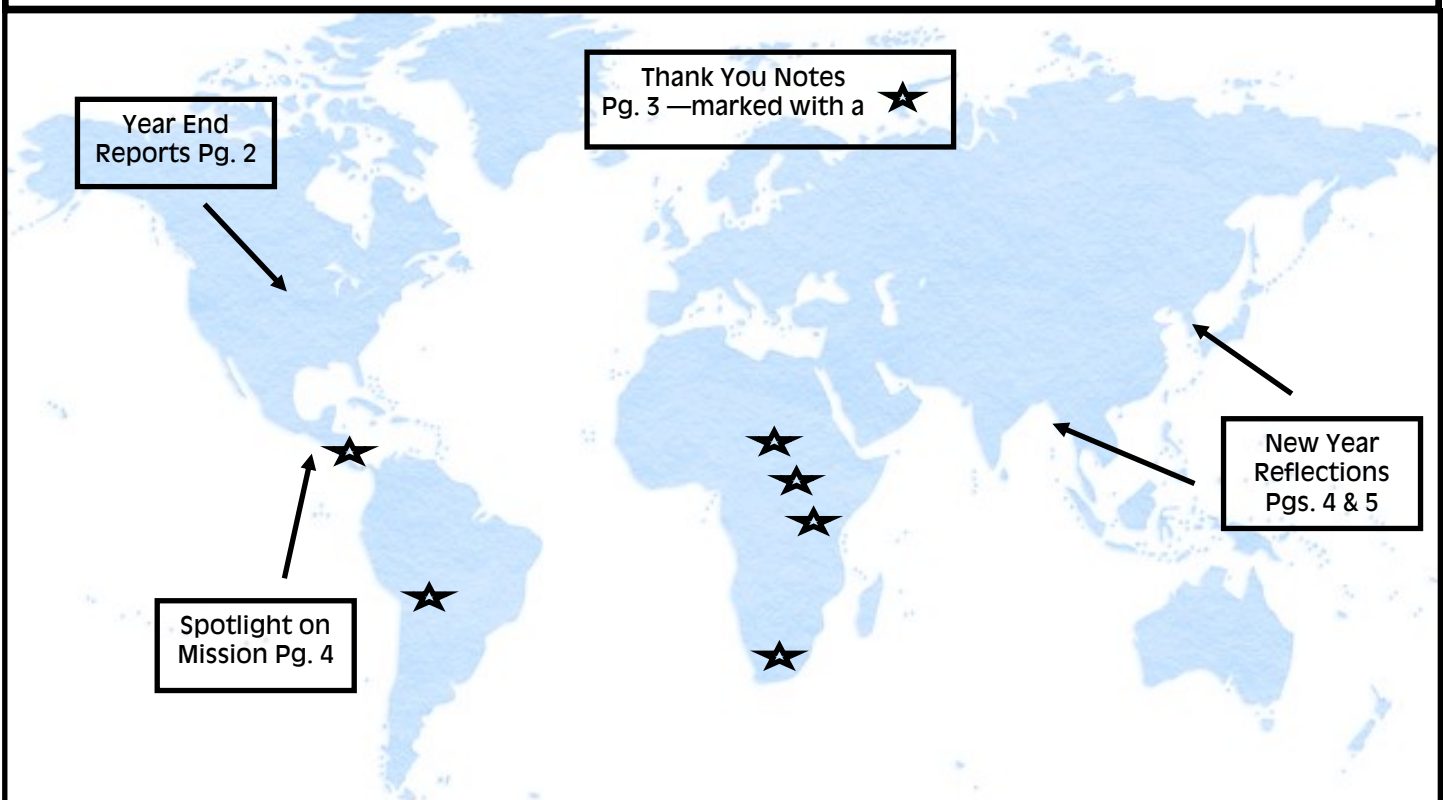 Thank You Notes
Pg. 3 —marked with a
Year End
Reports Pg. 2
New Year
Reflections
Pgs. 4 & 5
Spotlight on
Mission Pg. 4